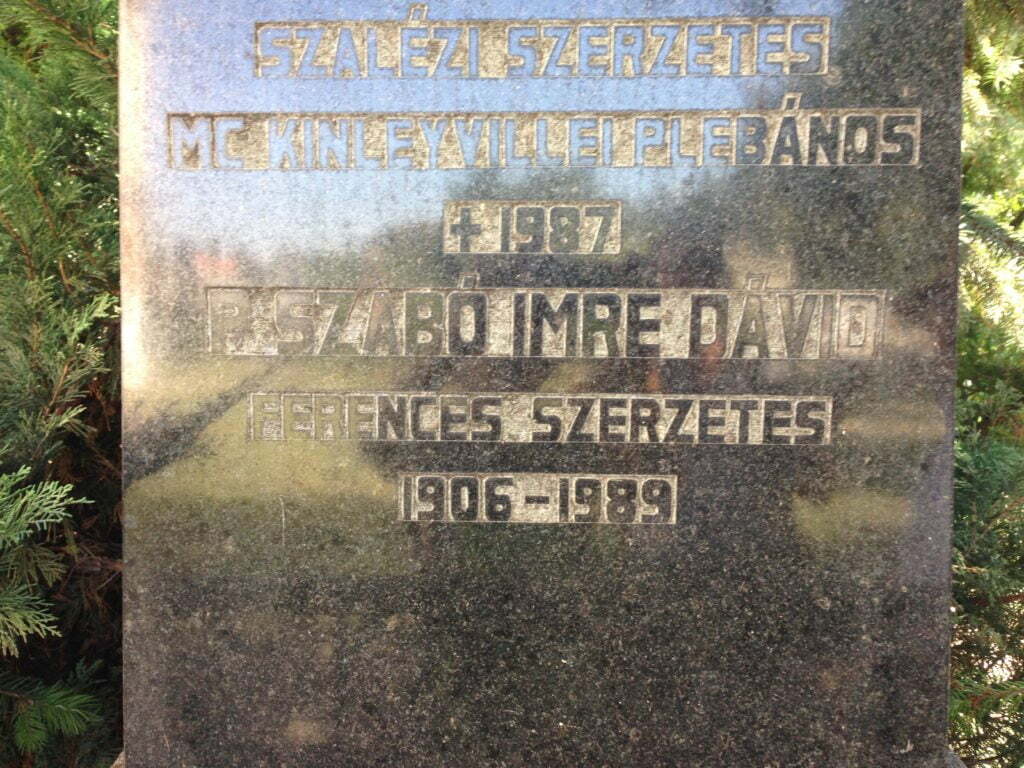 SZALÉZI SZERZETES
MC KINLEYVILLEI PLEBÁNOS
+ 1987
P. SZABÓ IMRE DÁVID
FERENCES SZERZETES
1906-1989